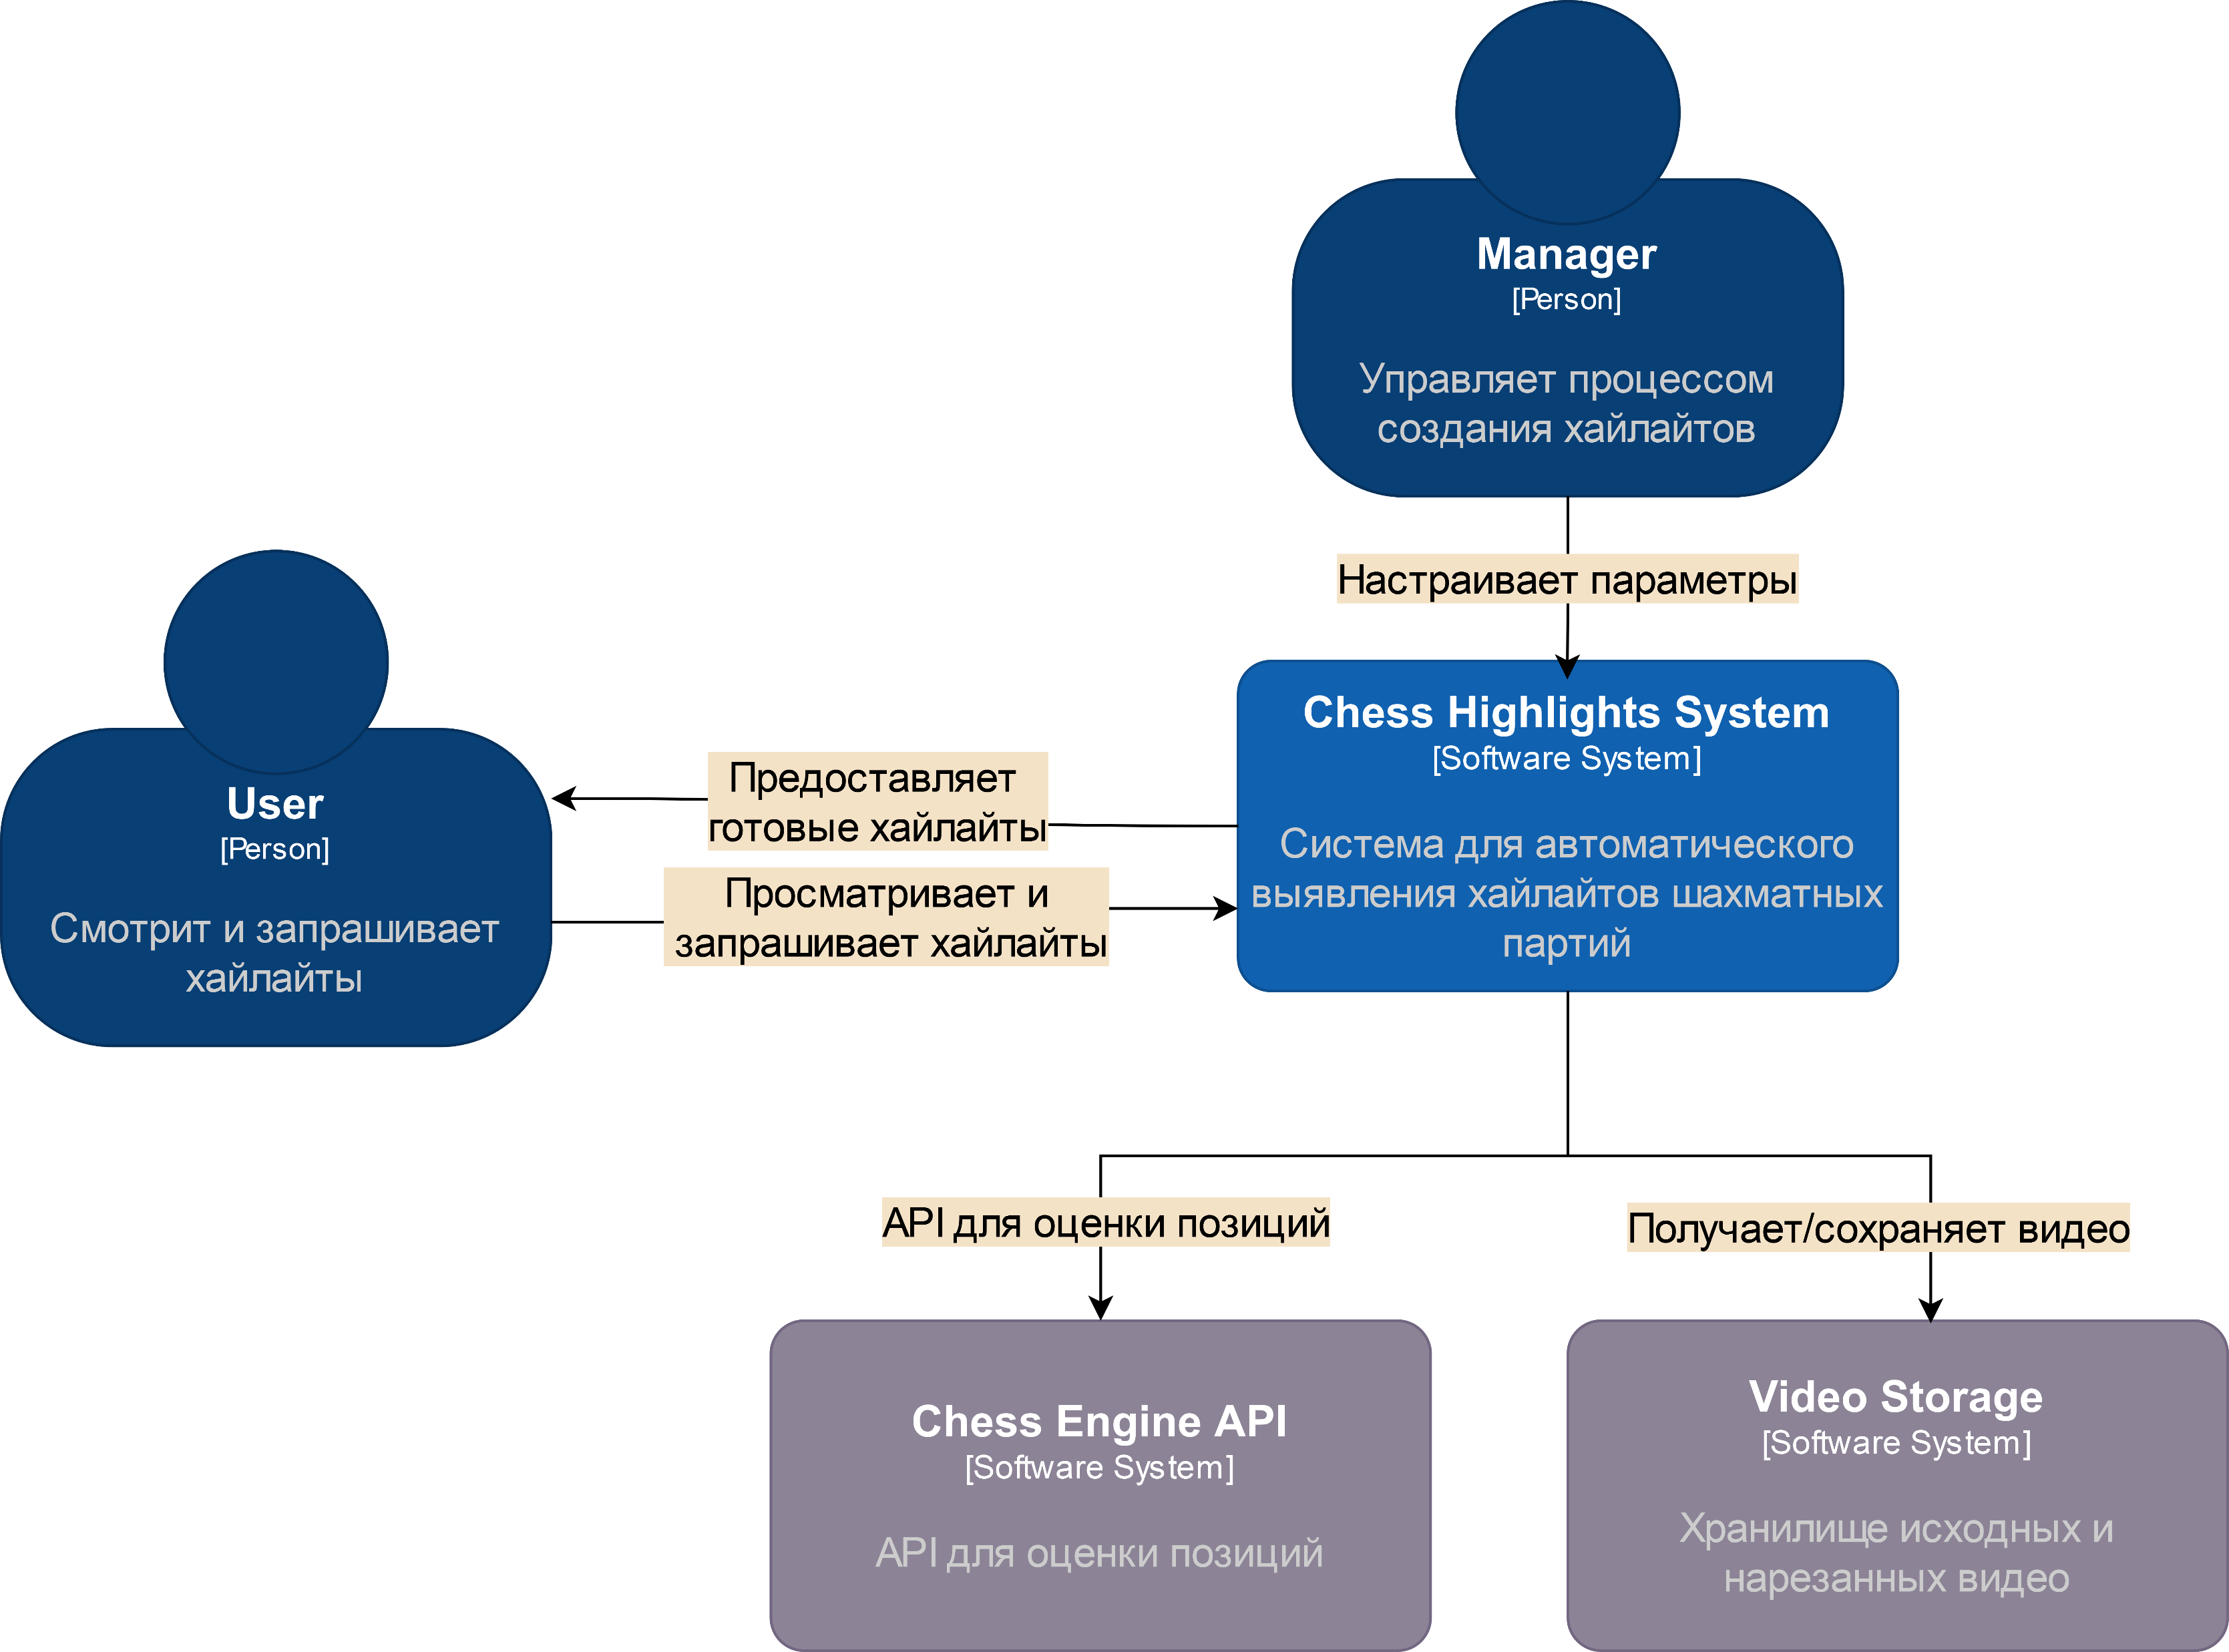 Manager
[Person]
Управляет процессом
создания хайлайтов
Настраивает параметры
User
[Person]
Смотрит и запрашивает
хайлайты
Предоставляет
готовые хайлайты
Просматривает и
запрашивает хайлайты
Chess Highlights System
[Software System]
Система для автоматического
выявления хайлайтов шахматных
партий
API для оценки позиций
Получает/сохраняет видео
Chess Engine API
[Software System]
API для оценки позиций
Video Storage
[Software System]
Хранилище исходных и
нарезанных видео